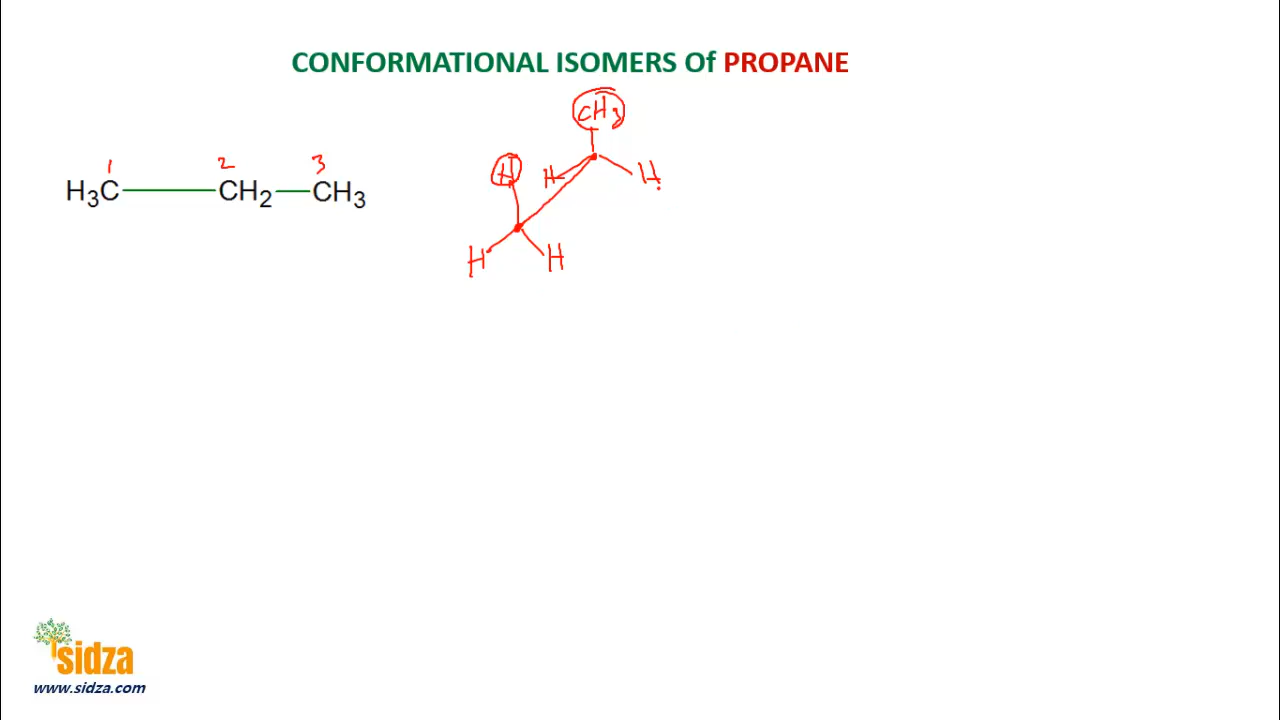 CONFORMATIONAL ISOMERS Of PROPANE
CH3
1 2 3
H H H
H3C CH2 CH3
H H
sidza
www.sidza.com